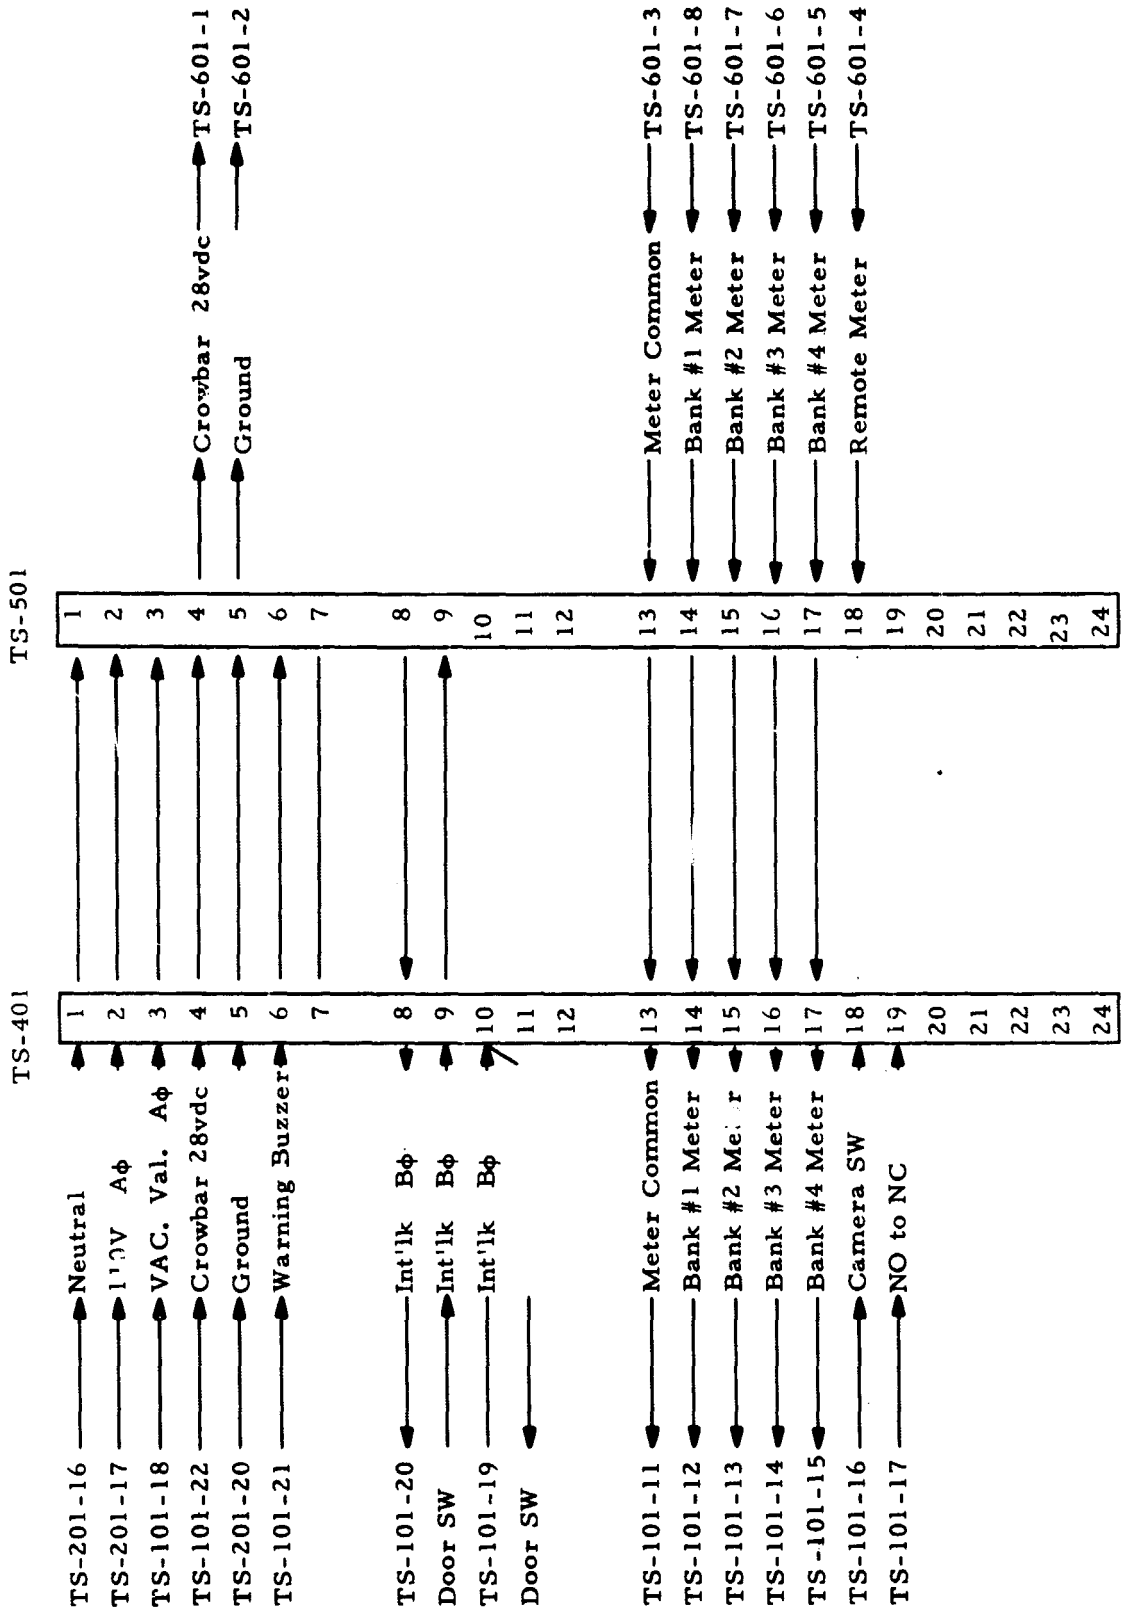 TS-401
TS-501
TS-201-16 Neutral 1 1
TS-201-17 Aϕ 2 2
TS-101-18 VAC. Val. Aϕ 3 3
TS-101-22 Crowbar 28vdc 4 4 Crowbar 28vdc TS-601-1
TS-201-20 Ground 5 5 Ground TS-601-2
TS-101-21 Warning Buzzer 6 6
7 7
TS-101-20 Int'lk Bϕ 8 8
Door SW Int'lk Bϕ 9 9
TS-101-19 Int'lk Bϕ 10 10
Door SW 11 11
12 12
TS-101-11 Meter Common 13 13 Meter Common TS-601-3
TS-101-12 Bank #1 Meter 14 14 Bank #1 Meter TS-601-8
TS-101-13 Bank #2 15 15 Bank #2 Meter TS-601-7
TS-101-14 Bank #3 Meter 16 16 Bank #3 Meter TS-601-6
TS-101-15 Bank #4 Meter 17 17 Bank #4 Meter TS-601-5
TS-101-16 Camera SW 18 18 Remote Meter TS-601-4
TS-101-17 NO to NC 19 19
20 20
21 21
22 22
23 23
24 24